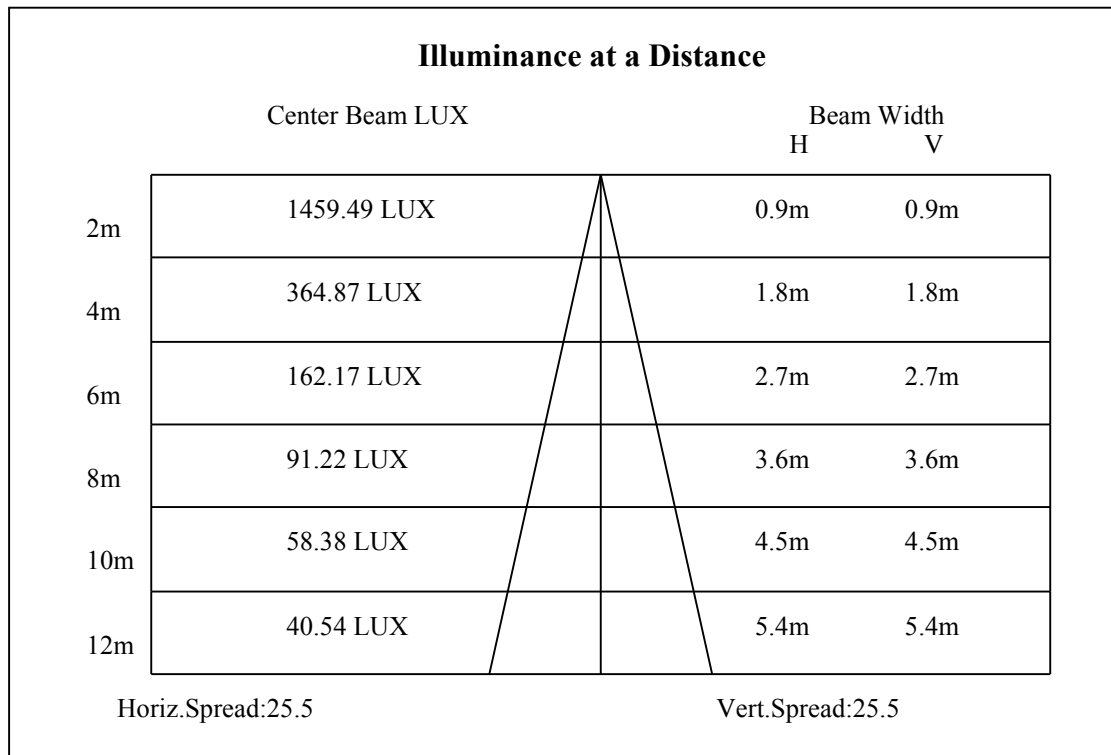 Illuminance at a Distance
Center Beam LUX Beam Width
H V
1459.49 LUX 0.9m 0.9m
2m
364.87 LUX 1.8m 1.8m
4m
162.17 LUX 2.7m 2.7m
6m
91.22 LUX 3.6m 3.6m
8m
58.38 LUX 4.5m 4.5m
10m
40.54 LUX 5.4m 5.4m
12m
Horiz.Spread:25.5 Vert.Spread:25.5